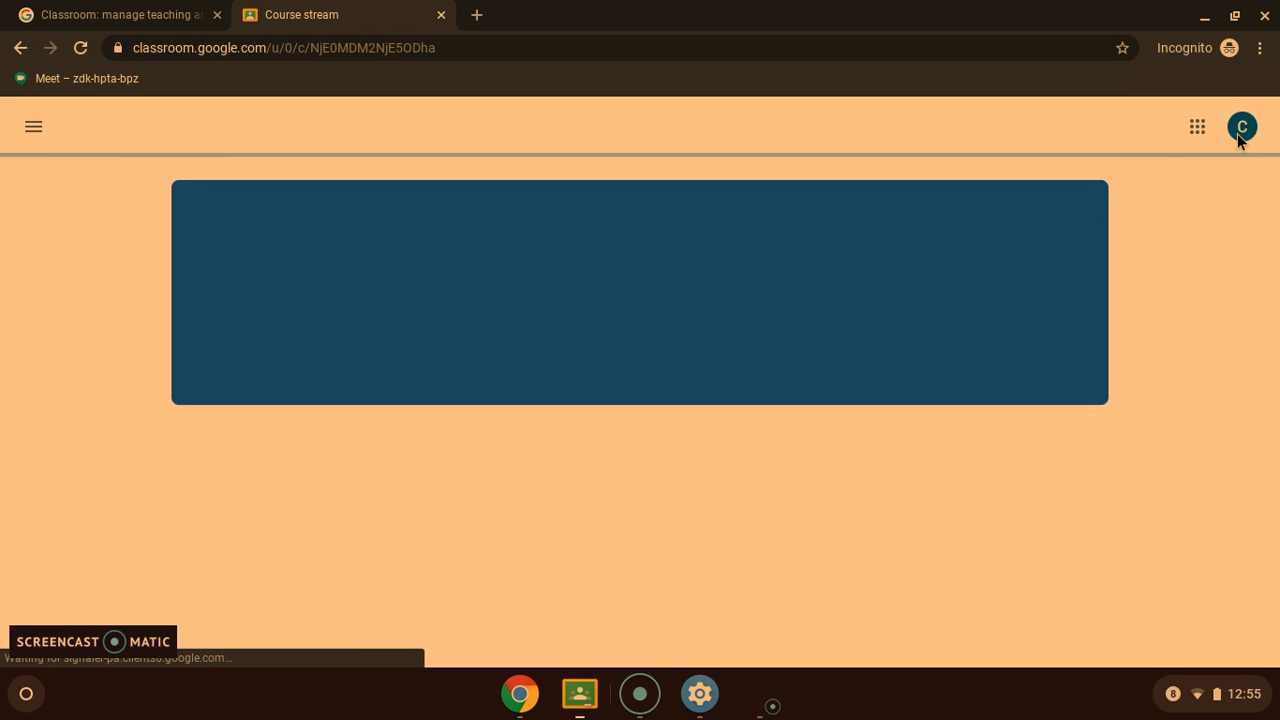 Classroom: manage teaching a
Course stream
classroom.google.com/u/0/c/NjE0MDM2NjE5ODha
Incognito
Meet – zdk-hpta-bpz
C
SCREENCAST MATIC
Waiting for signaler-pa.clients6.google.com...
8
12:55